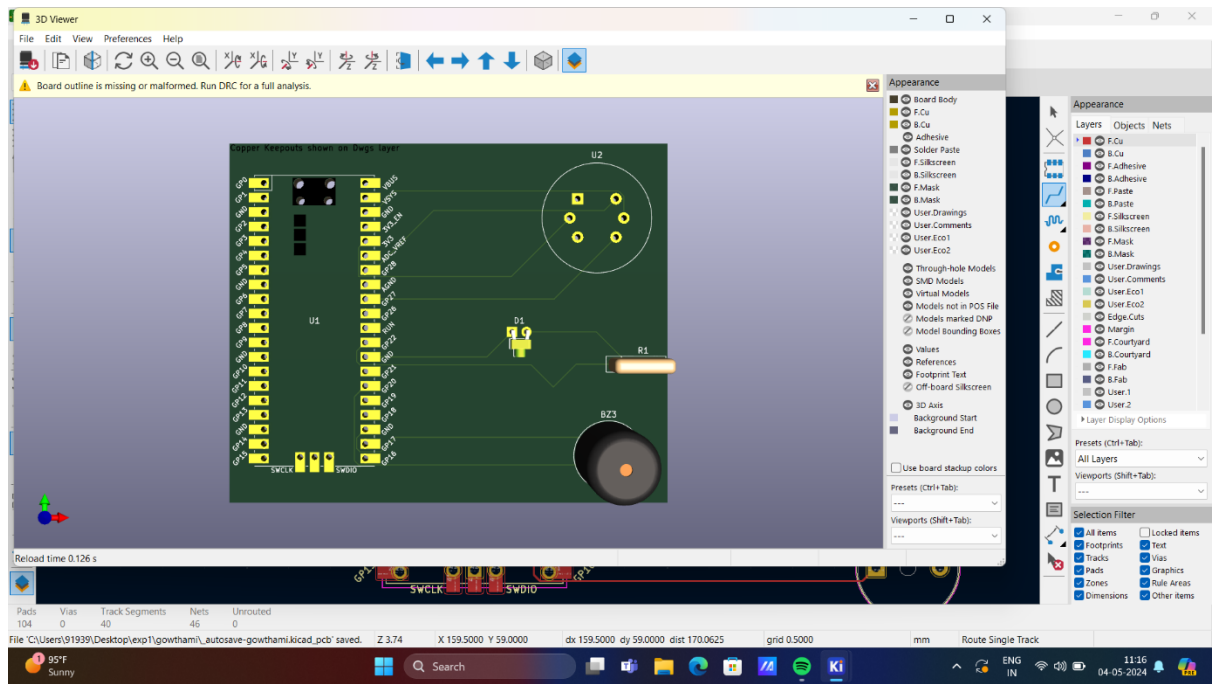 3D Viewer
File Edit View Preferences Help
Board outline is missing or malformed. Run DRC for a full analysis.
Copper Keepouts shown on Dwgs layer
GP0
GP1
GND
GP2
GP3
GP4
GP5
GND
GP6
GP7
GP8
GP9
GND
GP10
GP11
GP12
GP13
GND
GP14
GP15
VBUS
VSYS
GND
3V3_EN
3V3
ADC_VREF
GP28
AGND
GP27
GP26
RUN
GP22
GND
GP21
GP20
GP19
GP18
GND
GP17
GP16
U1
SWCLK SWDIO
U2
D1
R1
BZ3
Appearance
Board Body
F.Cu
B.Cu
Adhesive
Solder Paste
F.Silkscreen
B.Silkscreen
F.Mask
B.Mask
User.Drawings
User.Comments
User.Eco1
User.Eco2
Through-hole Models
SMD Models
Virtual Models
Models not in POS File
Models marked DNP
Model Bounding Boxes
Values
References
Footprint Text
Off-board Silkscreen
3D Axis
Background Start
Background End
Use board stackup colors
Presets (Ctrl+Tab):
---
Viewports (Shift+Tab):
---
Reload time 0.126 s
Appearance
Layers Objects Nets
F.Cu
B.Cu
F.Adhesive
B.Adhesive
F.Paste
B.Paste
F.Silkscreen
B.Silkscreen
F.Mask
B.Mask
User.Drawings
User.Comments
User.Eco1
User.Eco2
Edge.Cuts
Margin
F.Courtyard
B.Courtyard
F.Fab
B.Fab
User.1
User.2
Layer Display Options
Presets (Ctrl+Tab):
All Layers
Viewports (Shift+Tab):
---
Selection Filter
All items Locked items
Footprints Text
Tracks Vias
Pads Graphics
Zones Rule Areas
Dimensions Other items
SWCLK SWDIO
Pads Vias Track Segments Nets Unrouted
104 0 40 46 0
File 'C:\Users\91939\Desktop\exp1\gowthami\_autosave-gowthami.kicad_pcb' saved. Z 3.74 X 159.5000 Y 59.0000 dx 159.5000 dy 59.0000 dist 170.0625 grid 0.5000 mm Route Single Track
1 95°F
Sunny
Search
Ki
ENG
IN
11:16
04-05-2024